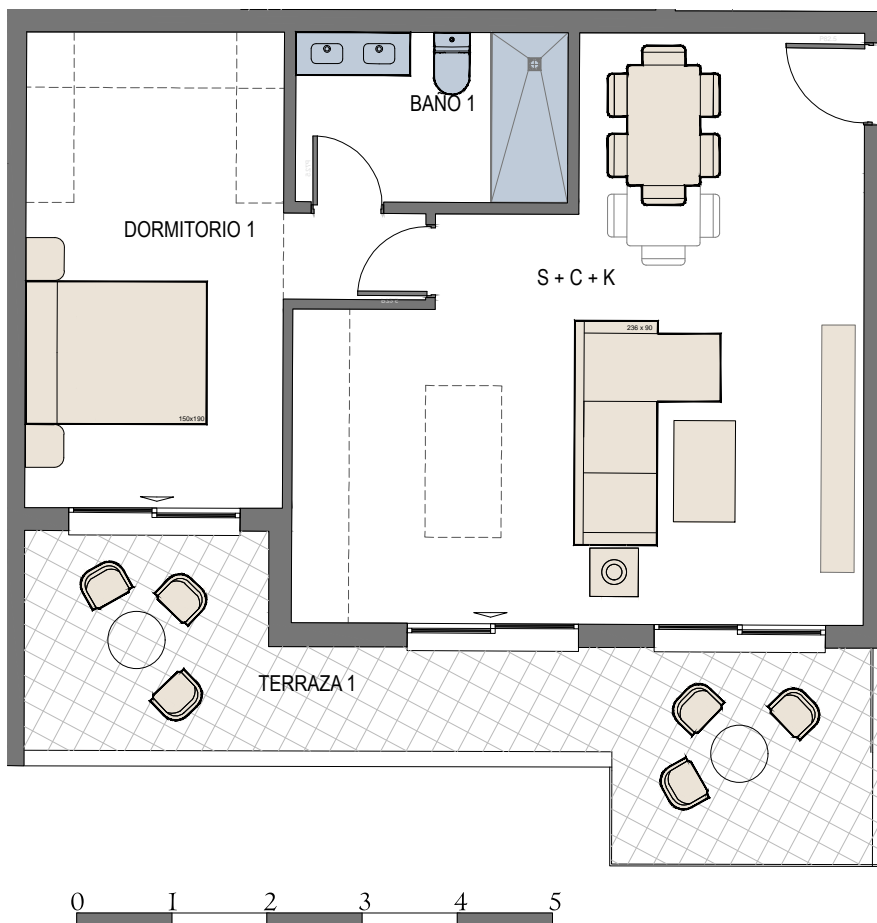 BAÑO 1
DORMITORIO 1
S + C + K
236 x 90
150x190
TERRAZA 1
0 1 2 3 4 5